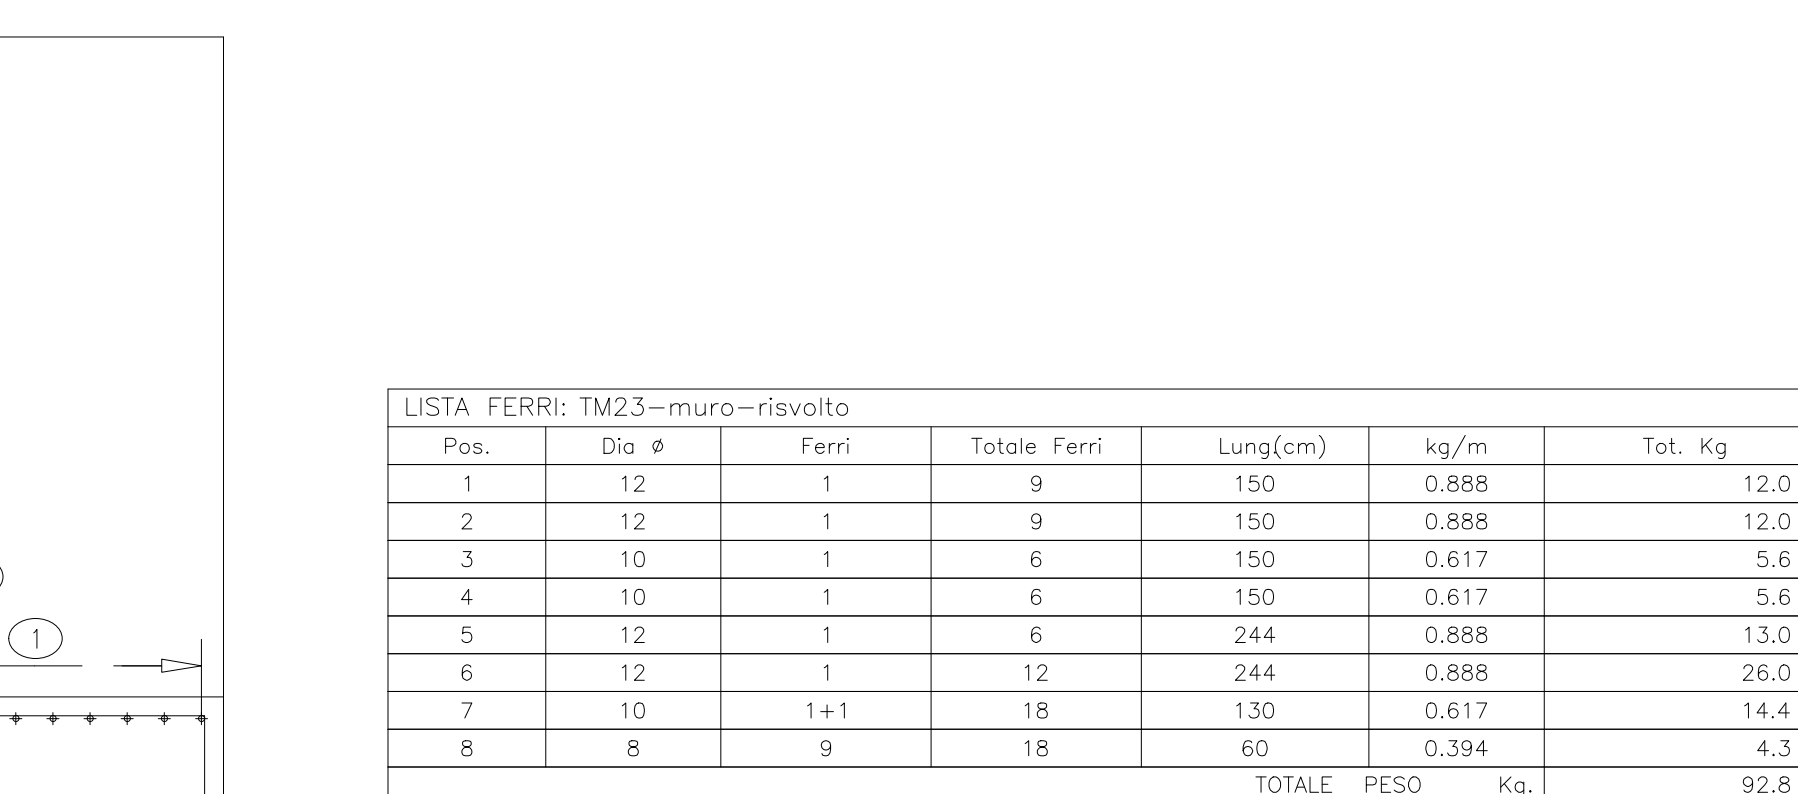 LISTA FERRI: TM23-muro-risvolto
Pos. Dia ø Ferri Totale Ferri Lung.(cm) kg/m Tot. Kg
1 12 1 9 150 0.888 12.0
2 12 1 9 150 0.888 12.0
3 10 1 6 150 0.617 5.6
4 10 1 6 150 0.617 5.6
5 12 1 6 244 0.888 13.0
6 12 1 12 244 0.888 26.0
7 10 1+1 18 130 0.617 14.4
8 8 9 18 60 0.394 4.3
TOTALE PESO Kg. 92.8
1